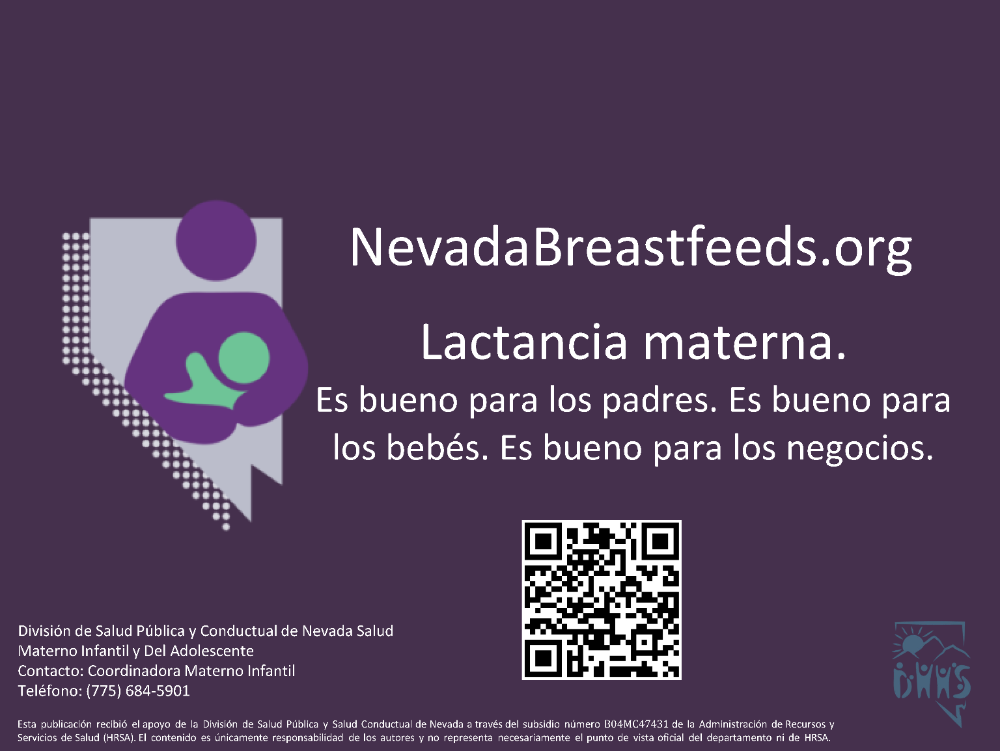 NevadaBreastfeeds.org
Lactancia materna.
Es bueno para los padres. Es bueno para
los bebés. Es bueno para los negocios.
División de Salud Pública y Conductual de Nevada Salud
Materno Infantil y Del Adolescente
Contacto: Coordinadora Materno Infantil
Teléfono: (775) 684-5901
DHHS
Esta publicación recibió el apoyo de la División de Salud Pública y Salud Conductual de Nevada a través del subsidio número B04MC47431 de la Administración de Recursos y
Servicios de Salud (HRSA). El contenido es únicamente responsabilidad de los autores y no representa necesariamente el punto de vista oficial del departamento ni de HRSA.